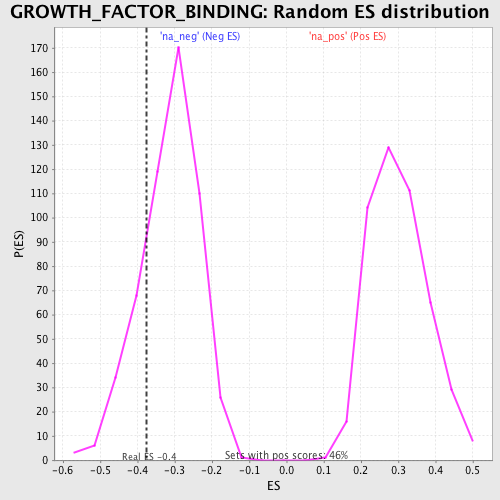 GROWTH_FACTOR_BINDING: Random ES distribution
'na_neg' (Neg ES)
'na_pos' (Pos ES)
P(ES)
170
160
150
140
130
120
110
100
90
80
70
60
50
40
30
20
10
0
Real ES -0.4
Sets with pos scores: 46%
-0.6 -0.5 -0.4 -0.3 -0.2 -0.1 0.0 0.1 0.2 0.3 0.4 0.5
ES